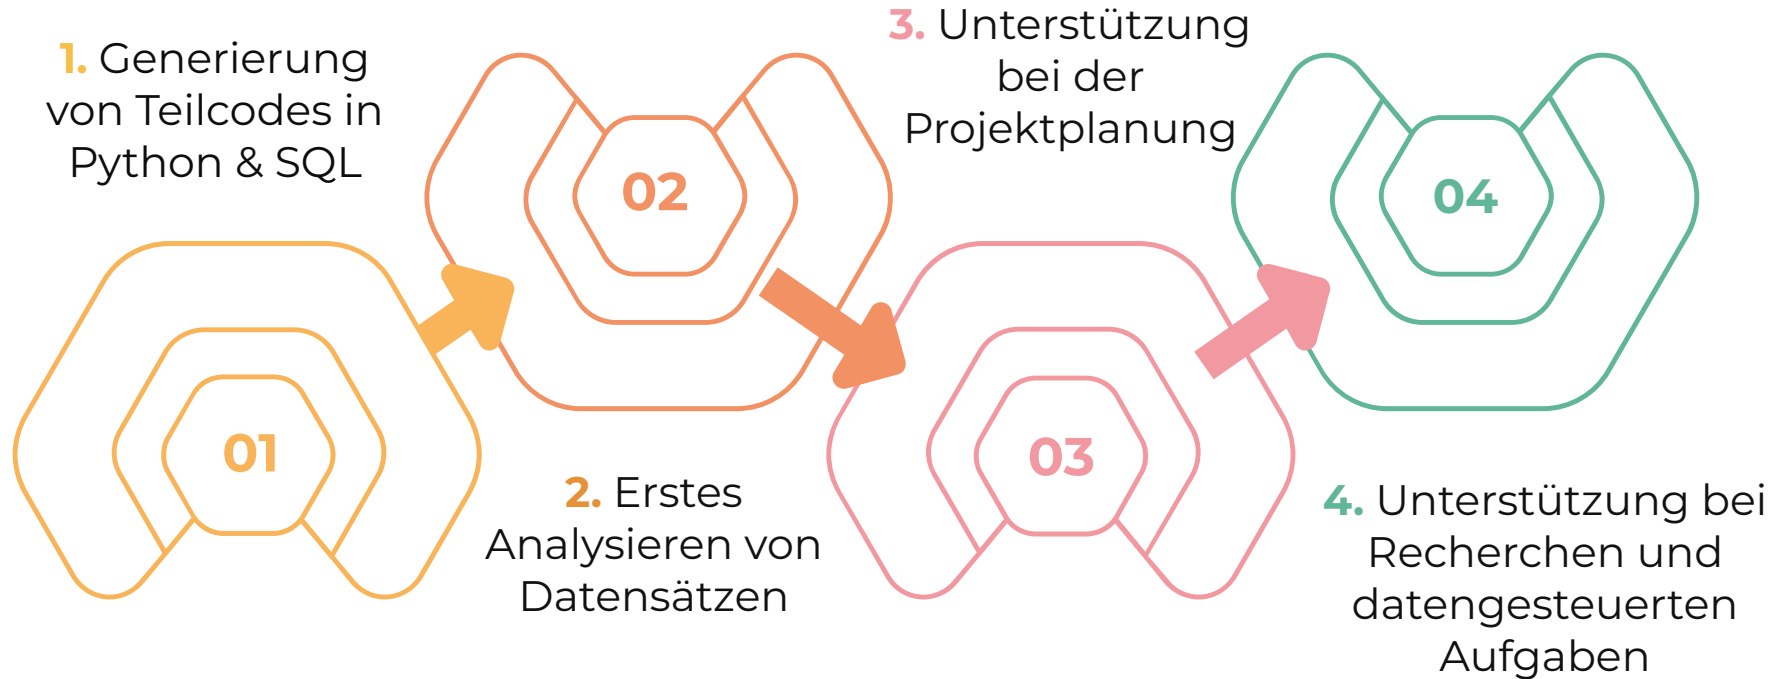 1. Generierung
von Teilcodes in
Python & SQL
01
02
2. Erstes
Analysieren von
Datensätzen
3. Unterstützung
bei der
Projektplanung
03
04
4. Unterstützung bei
Recherchen und
datengesteuerten
Aufgaben